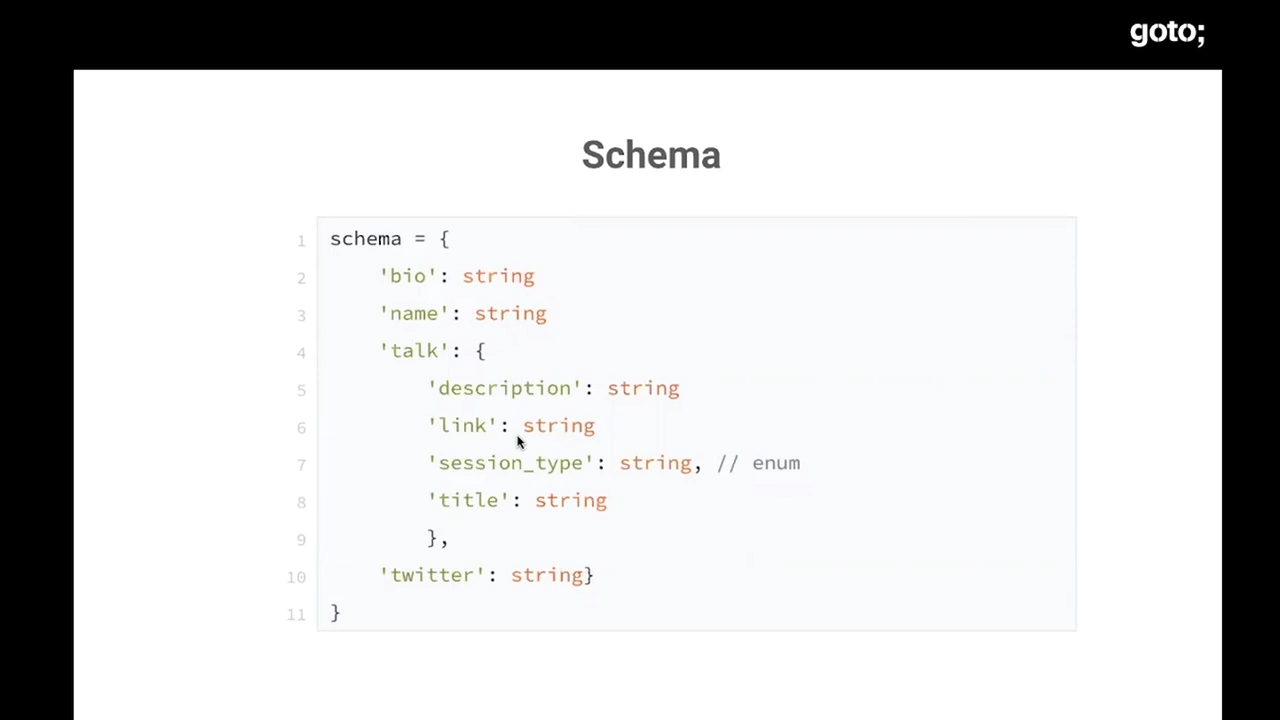 goto;
Schema
1 schema = {
2 'bio': string
3 'name': string
4 'talk': {
5 'description': string
6 'link': string
7 'session_type': string, // enum
8 'title': string
9 },
10 'twitter': string}
11 }